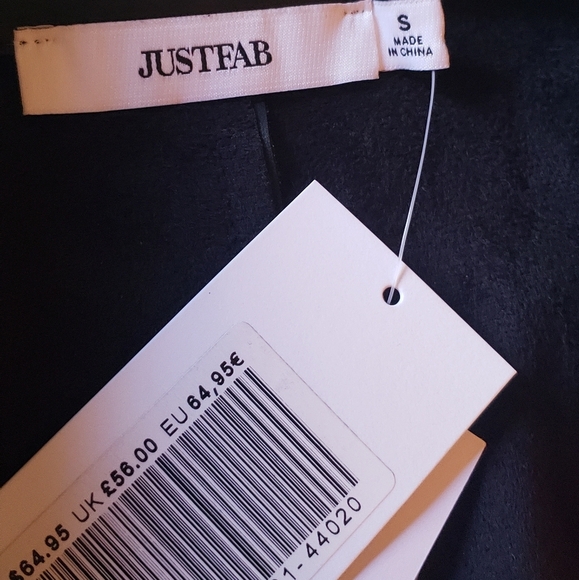 JUSTFAB
S
MADE
IN CHINA
64.95 UK £56.00 EU 64,95€
1-44020